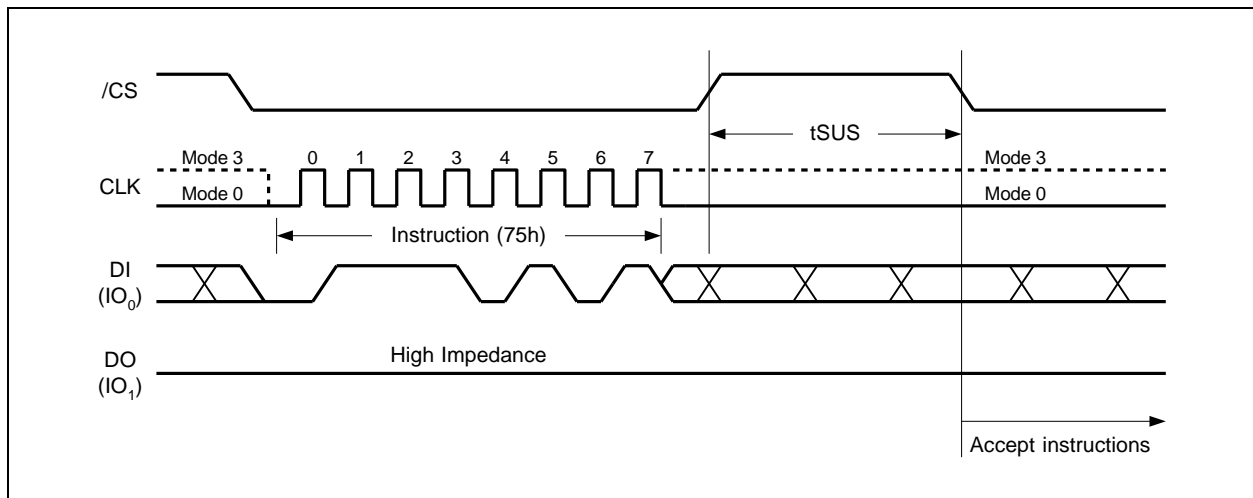 /CS
tSUS
Mode 3
0 1 2 3 4 5 6 7
Mode 3
CLK
Mode 0
Mode 0
Instruction (75h)
DI
(IO₀)
High Impedance
DO
(IO₁)
Accept instructions